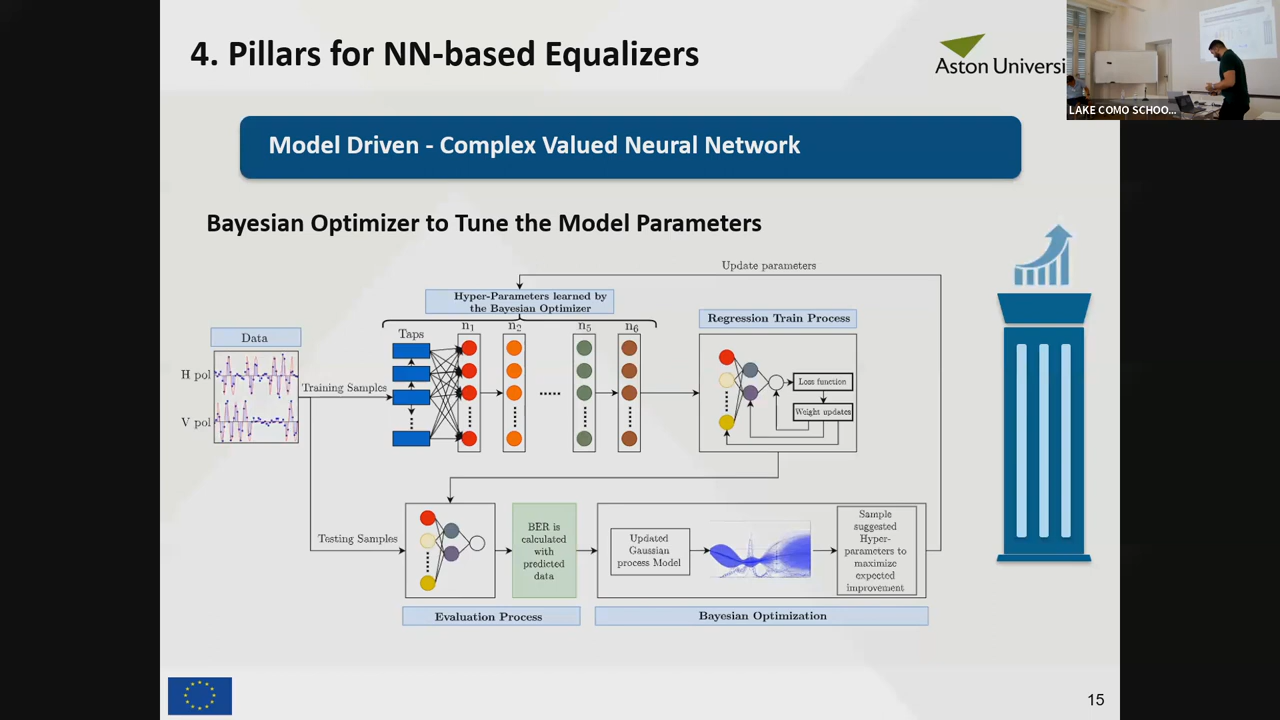 4. Pillars for NN-based Equalizers
Aston Universi
LAKE COMO SCHOO...
Model Driven - Complex Valued Neural Network
Bayesian Optimizer to Tune the Model Parameters
Update parameters
Hyper-Parameters learned by
the Bayesian Optimizer
Regression Train Process
Data
Taps
n1
n2
n5
n6
H pol
V pol
Training Samples
Loss function
Weight updates
Testing Samples
BER is
calculated
with
predicted
data
Updated
Gaussian
process Model
Sample
suggested
Hyper-
parameters to
maximize
expected
improvement
Evaluation Process
Bayesian Optimization
15